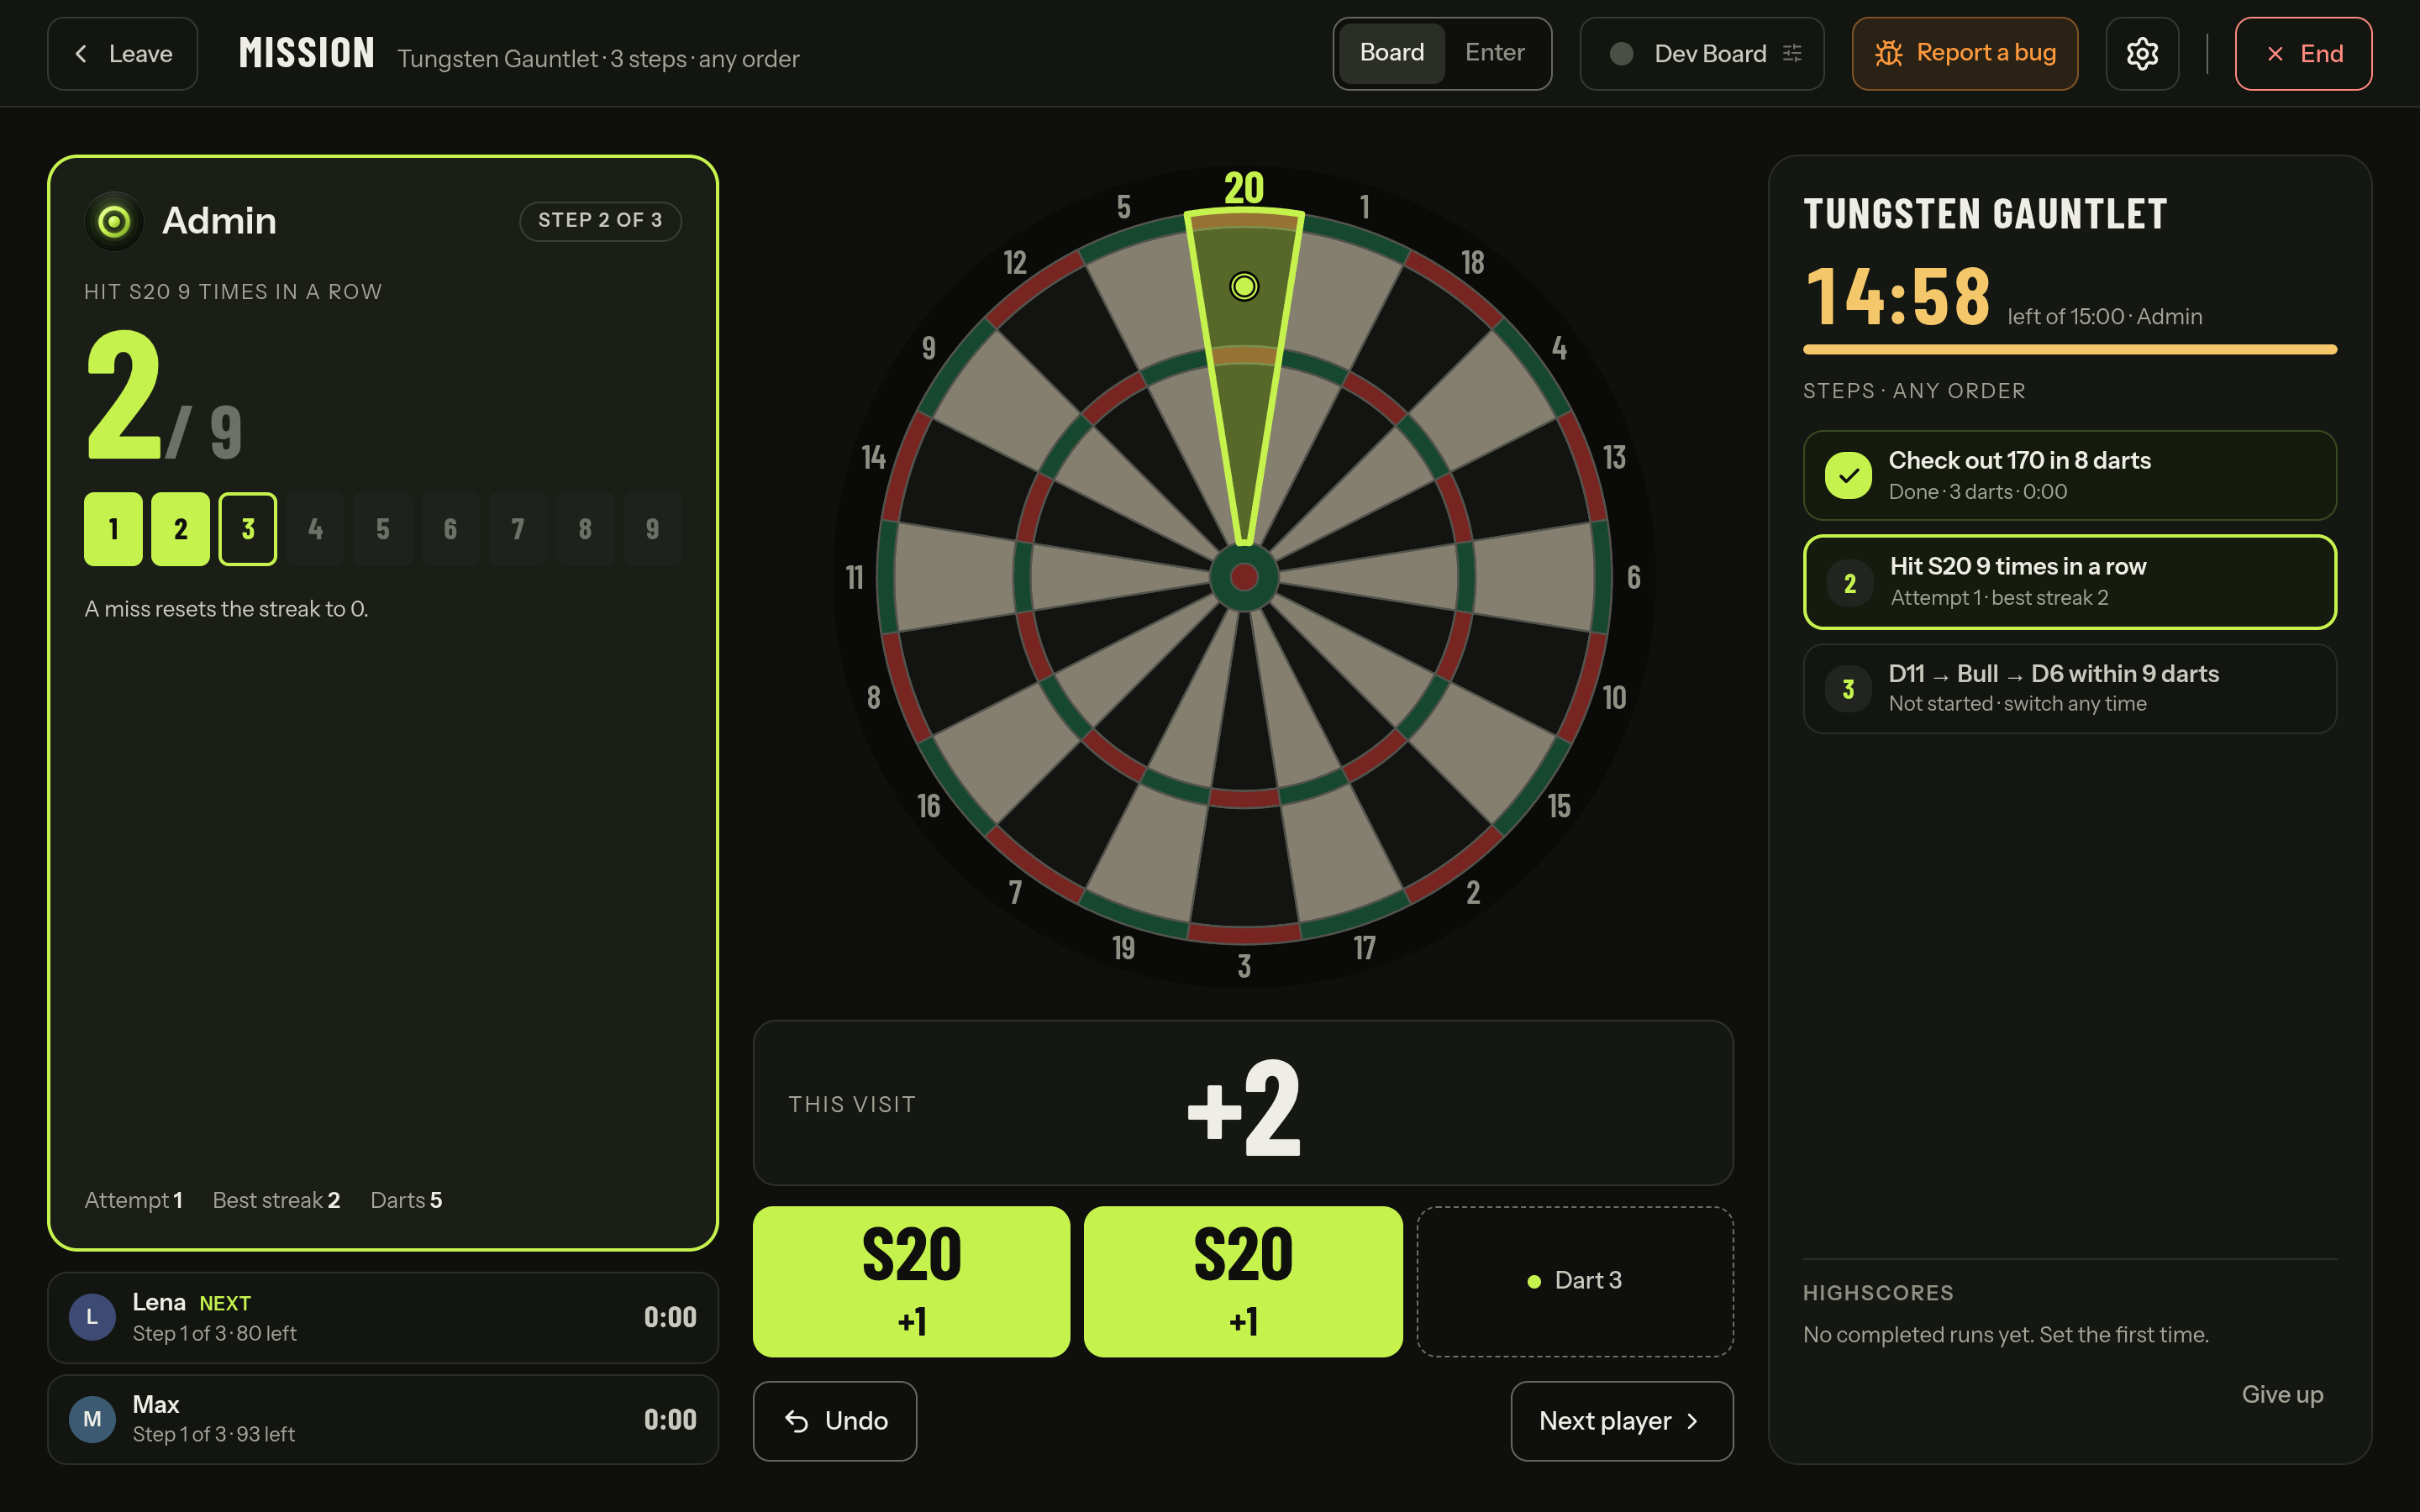 Leave
MISSION Tungsten Gauntlet · 3 steps · any order
Board Enter
Dev Board
Report a bug
End
Admin
STEP 2 OF 3
HIT S20 9 TIMES IN A ROW
2 / 9
1 2 3 4 5 6 7 8 9
A miss resets the streak to 0.
Attempt 1 Best streak 2 Darts 5
L
Lena NEXT
Step 1 of 3 · 80 left
0:00
M
Max
Step 1 of 3 · 93 left
0:00
20
1
18
4
13
6
10
15
2
17
3
19
7
16
8
11
14
9
12
5
THIS VISIT
+2
S20
+1
S20
+1
Dart 3
Undo
Next player
TUNGSTEN GAUNTLET
14:58 left of 15:00 · Admin
STEPS · ANY ORDER
Check out 170 in 8 darts
Done · 3 darts · 0:00
2
Hit S20 9 times in a row
Attempt 1 · best streak 2
3
D11 → Bull → D6 within 9 darts
Not started · switch any time
HIGHSCORES
No completed runs yet. Set the first time.
Give up